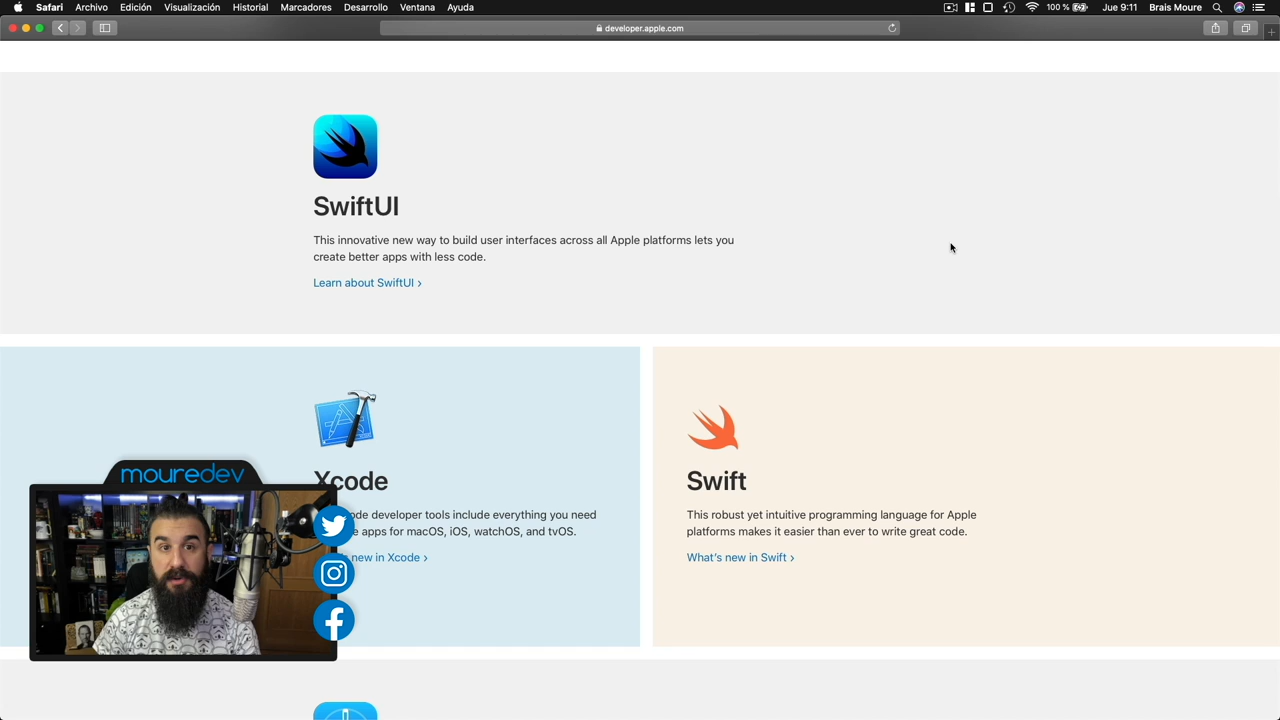 Safari Archivo Edición Visualización Historial Marcadores Desarrollo Ventana Ayuda 100 % Jue 9:11 Brais Moure
developer.apple.com
SwiftUI
This innovative new way to build user interfaces across all Apple platforms lets you
create better apps with less code.
Learn about SwiftUI ›
Xcode
developer tools include everything you need
apps for macOS, iOS, watchOS, and tvOS.
new in Xcode ›
Swift
This robust yet intuitive programming language for Apple
platforms makes it easier than ever to write great code.
What's new in Swift ›
mouredev